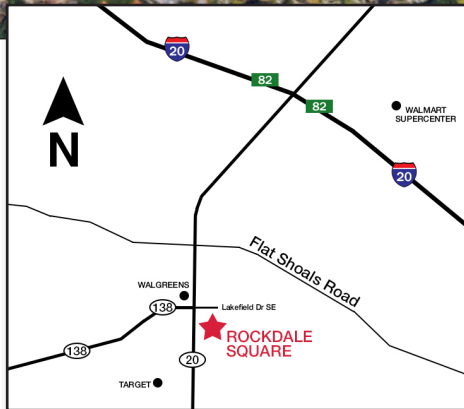 20
82
82
WALMART
SUPERCENTER
N
20
Flat Shoals Road
WALGREENS
138
Lakefield Dr SE
ROCKDALE
SQUARE
138
20
TARGET